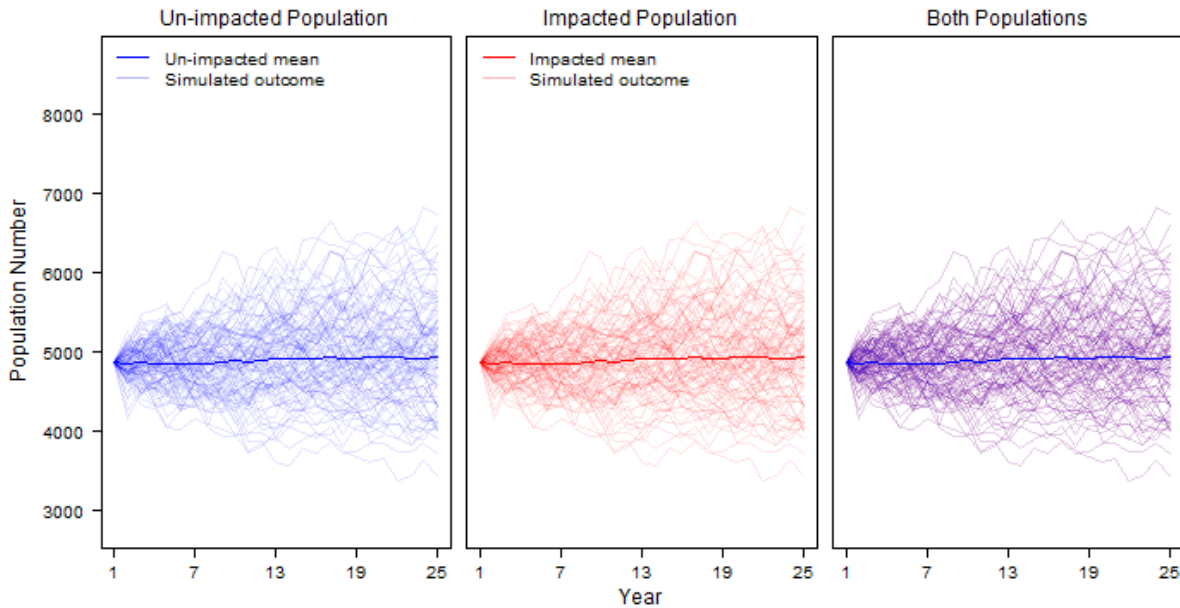 Un-impacted Population
Impacted Population
Both Populations
Un-impacted mean
Simulated outcome
Impacted mean
Simulated outcome
Population Number
8000
7000
6000
5000
4000
3000
1 7 13 19 25
1 7 13 19 25
1 7 13 19 25
Year